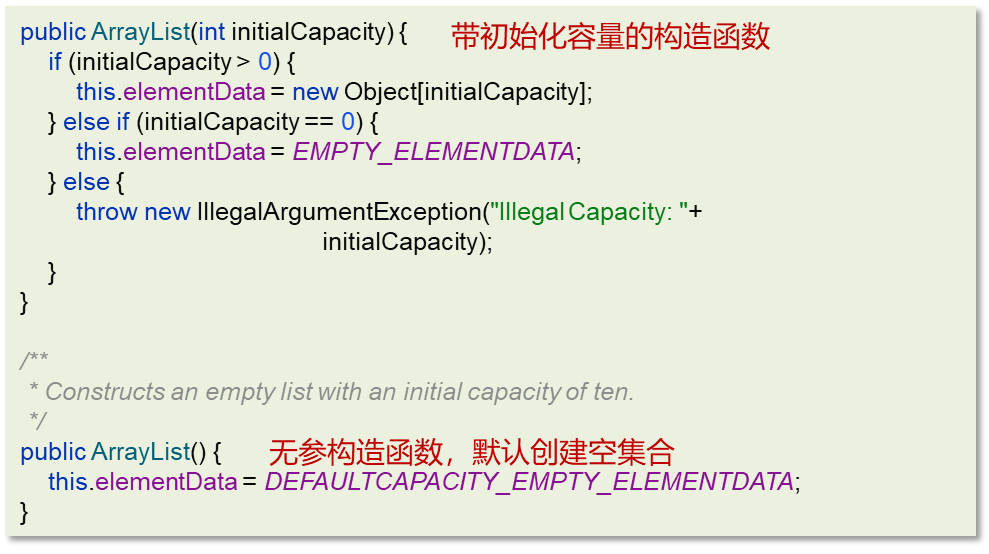 public ArrayList(int initialCapacity) { 带初始化容量的构造函数
if (initialCapacity > 0) {
this.elementData = new Object[initialCapacity];
} else if (initialCapacity == 0) {
this.elementData = EMPTY_ELEMENTDATA;
} else {
throw new IllegalArgumentException("Illegal Capacity: "+
initialCapacity);
}
}
/**
* Constructs an empty list with an initial capacity of ten.
*/
public ArrayList() { 无参构造函数，默认创建空集合
this.elementData = DEFAULTCAPACITY_EMPTY_ELEMENTDATA;
}